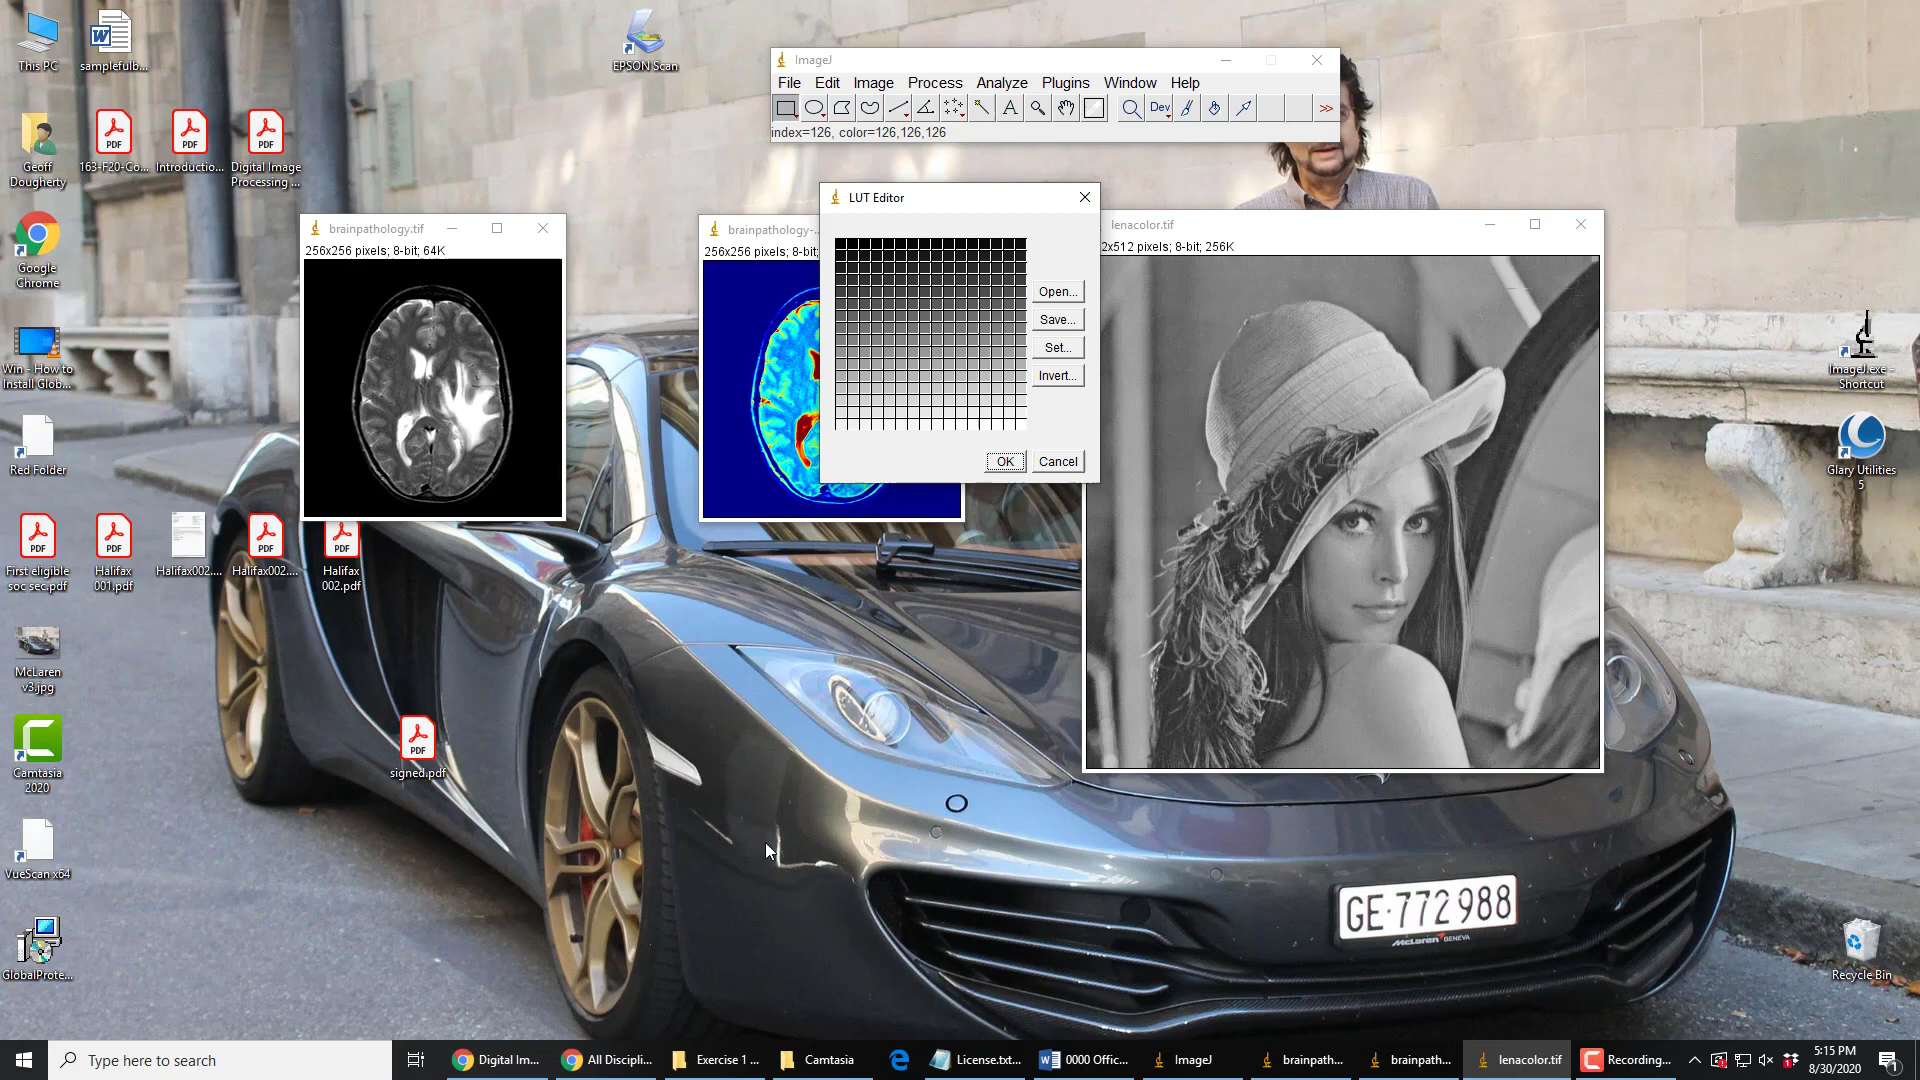 This PC
samplefulb...
EPSON Scan
Geoff
Dougherty
163-F20-Co...
Introductio...
Digital Image
Processing ...
Google
Chrome
Win - How to
Install Glob...
Red Folder
First eligible
soc sec.pdf
Halifax
001.pdf
Halifax002....
Halifax002....
Halifax
002.pdf
McLaren
v3.jpg
Camtasia
2020
signed.pdf
VueScan x64
GlobalProte...
ImageJ
File Edit Image Process Analyze Plugins Window Help
Dev >>
index=126, color=126,126,126
brainpathology.tif
256x256 pixels; 8-bit; 64K
brainpathology-...
256x256 pixels; 8-bit;
LUT Editor
Open...
Save...
Set...
Invert...
OK Cancel
lenacolor.tif
2x512 pixels; 8-bit; 256K
ImageJ.exe -
Shortcut
Glary Utilities
5
Recycle Bin
GE·772988
McLaren GENEVA
Type here to search
Digital Im...
All Discipli...
Exercise 1 ...
Camtasia
License.txt...
0000 Offic...
ImageJ
brainpath...
brainpath...
lenacolor.tif
Recording...
5:15 PM
8/30/2020